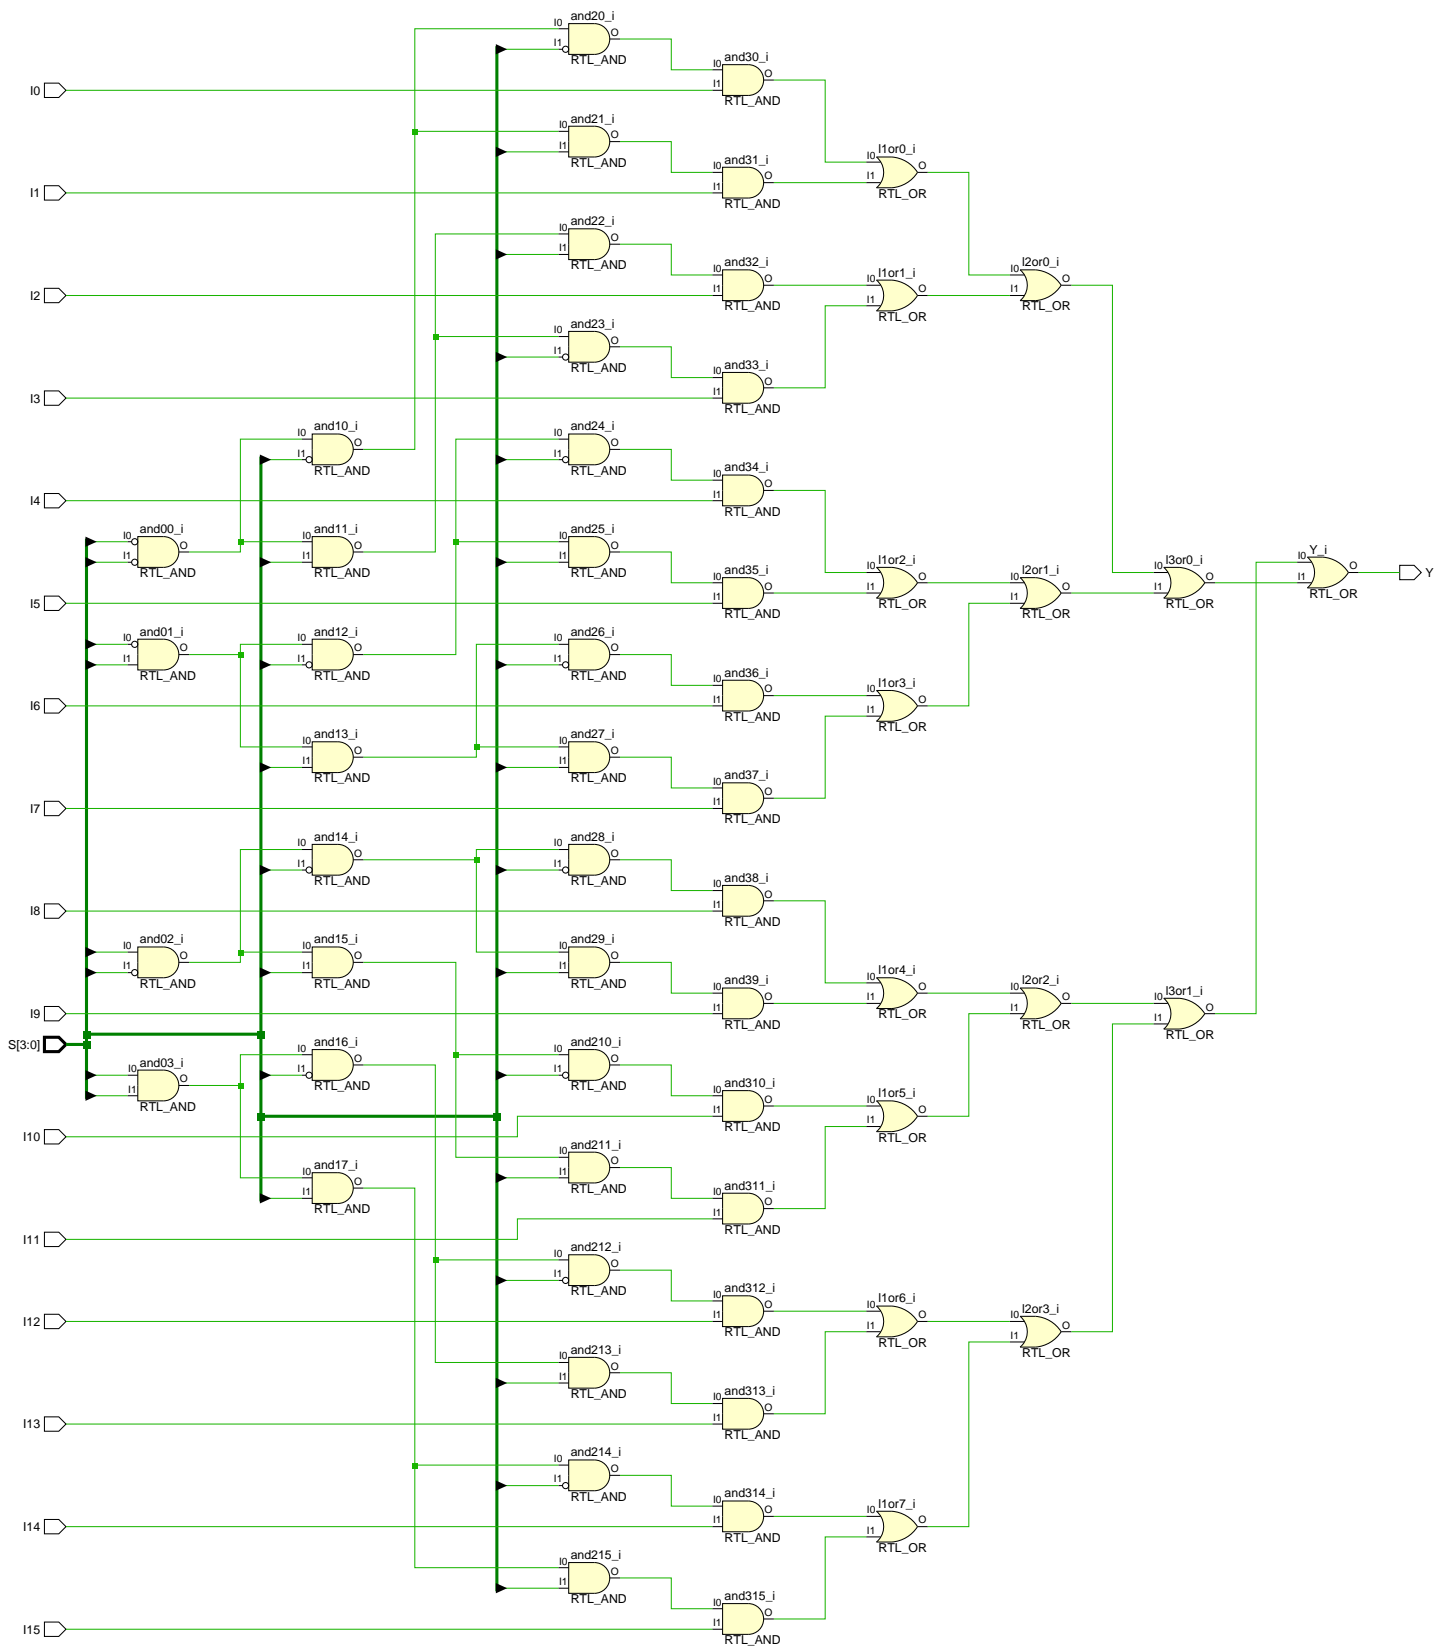 and20_i
I0
I1
O
RTL_AND
and30_i
I0
I1
O
RTL_AND
I0
and21_i
I0
I1
O
RTL_AND
and31_i
I0
I1
O
RTL_AND
l1or0_i
I0
I1
O
RTL_OR
I1
and22_i
I0
I1
O
RTL_AND
and32_i
I0
I1
O
RTL_AND
l1or1_i
I0
I1
O
RTL_OR
l2or0_i
I0
I1
O
RTL_OR
I2
and23_i
I0
I1
O
RTL_AND
and33_i
I0
I1
O
RTL_AND
I3
and10_i
I0
I1
O
RTL_AND
and24_i
I0
I1
O
RTL_AND
and34_i
I0
I1
O
RTL_AND
I4
and00_i
I0
I1
O
RTL_AND
and11_i
I0
I1
O
RTL_AND
and25_i
I0
I1
O
RTL_AND
and35_i
I0
I1
O
RTL_AND
l1or2_i
I0
I1
O
RTL_OR
l2or1_i
I0
I1
O
RTL_OR
l3or0_i
I0
I1
O
RTL_OR
Y_i
I0
I1
O
RTL_OR
Y
I5
and01_i
I0
I1
O
RTL_AND
and12_i
I0
I1
O
RTL_AND
and26_i
I0
I1
O
RTL_AND
and36_i
I0
I1
O
RTL_AND
l1or3_i
I0
I1
O
RTL_OR
I6
and13_i
I0
I1
O
RTL_AND
and27_i
I0
I1
O
RTL_AND
and37_i
I0
I1
O
RTL_AND
I7
and14_i
I0
I1
O
RTL_AND
and28_i
I0
I1
O
RTL_AND
and38_i
I0
I1
O
RTL_AND
I8
and02_i
I0
I1
O
RTL_AND
and15_i
I0
I1
O
RTL_AND
and29_i
I0
I1
O
RTL_AND
and39_i
I0
I1
O
RTL_AND
l1or4_i
I0
I1
O
RTL_OR
l2or2_i
I0
I1
O
RTL_OR
l3or1_i
I0
I1
O
RTL_OR
I9
S[3:0]
and03_i
I0
I1
O
RTL_AND
and16_i
I0
I1
O
RTL_AND
and210_i
I0
I1
O
RTL_AND
and310_i
I0
I1
O
RTL_AND
l1or5_i
I0
I1
O
RTL_OR
I10
and17_i
I0
I1
O
RTL_AND
and211_i
I0
I1
O
RTL_AND
and311_i
I0
I1
O
RTL_AND
I11
and212_i
I0
I1
O
RTL_AND
and312_i
I0
I1
O
RTL_AND
l1or6_i
I0
I1
O
RTL_OR
l2or3_i
I0
I1
O
RTL_OR
I12
and213_i
I0
I1
O
RTL_AND
and313_i
I0
I1
O
RTL_AND
I13
and214_i
I0
I1
O
RTL_AND
and314_i
I0
I1
O
RTL_AND
l1or7_i
I0
I1
O
RTL_OR
I14
and215_i
I0
I1
O
RTL_AND
and315_i
I0
I1
O
RTL_AND
I15